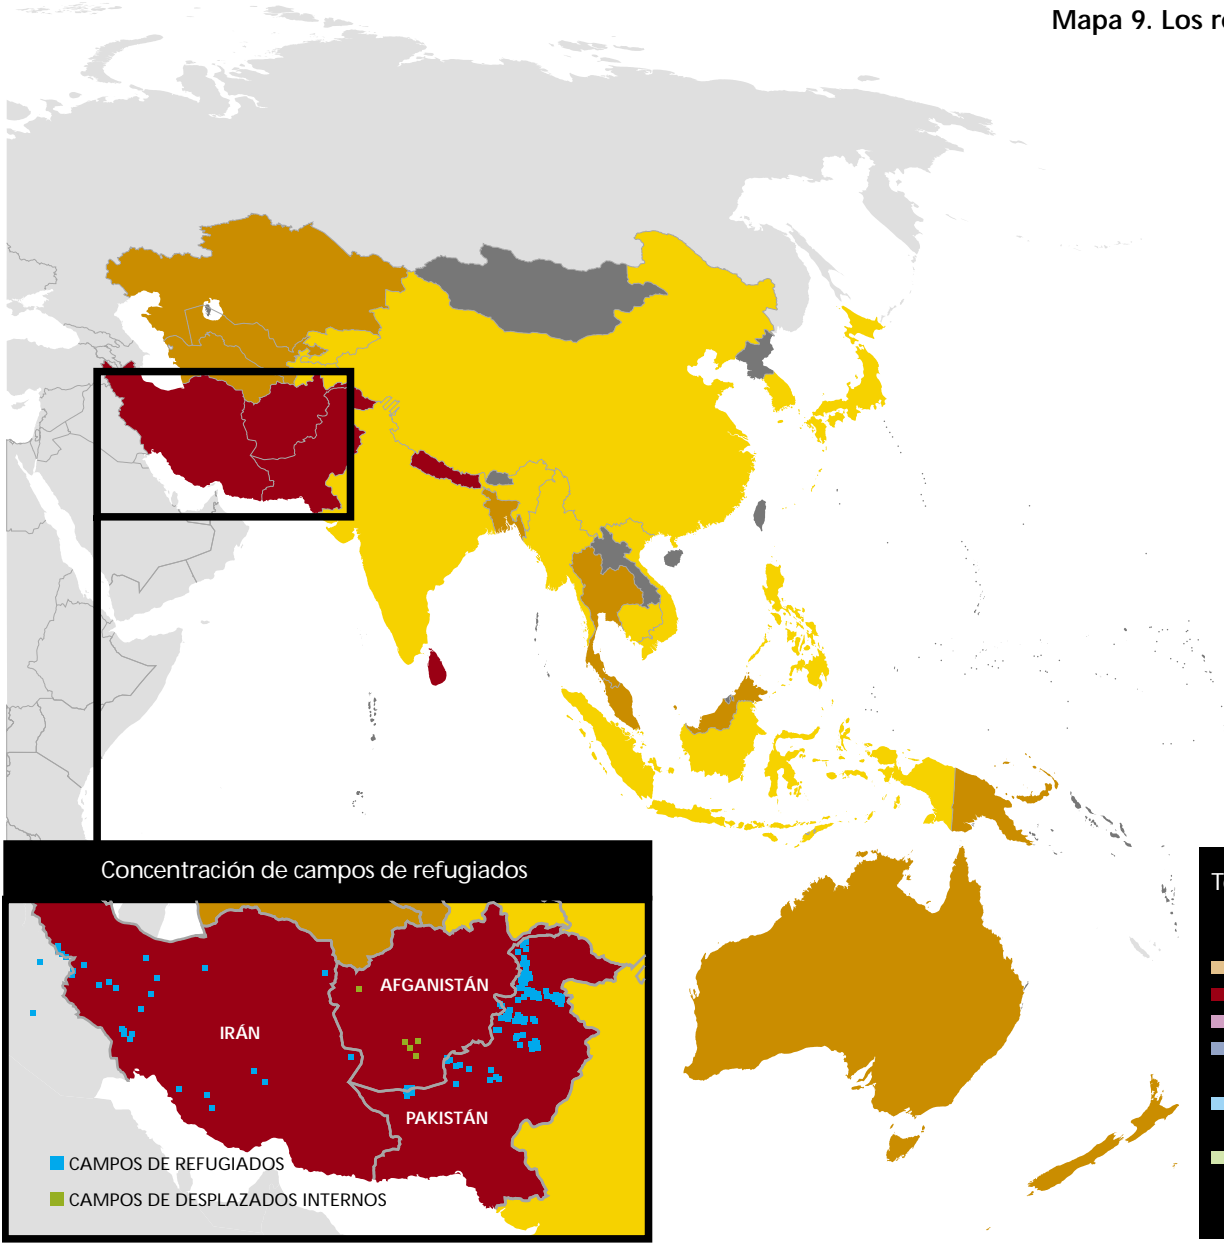 Mapa 9. Los
Concentración de campos de refugiados
AFGANISTÁN
IRÁN
PAKISTÁN
CAMPOS DE REFUGIADOS
CAMPOS DE DESPLAZADOS INTERNOS